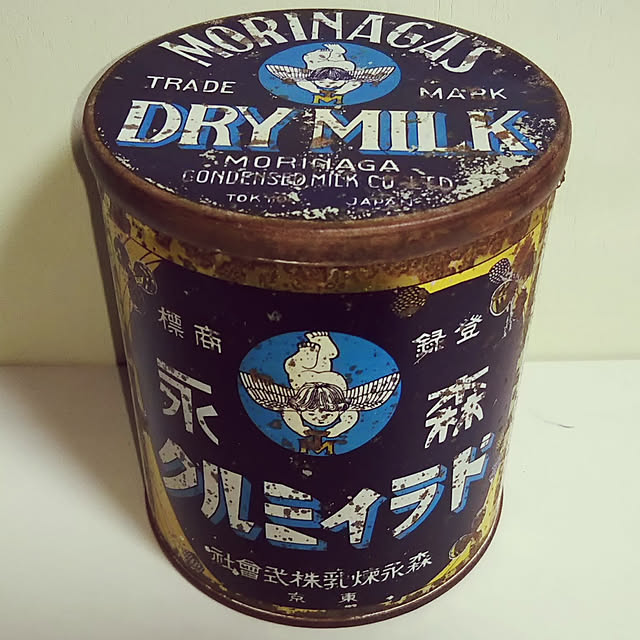 MORINAGAS
TRADE MARK
M
DRY MILK
MORINAGA
CONDENSED MILK CO LTD
TOKYO JAPAN
登録 商標
森永
M
ドライミルク
森永煉乳株式會社
東京